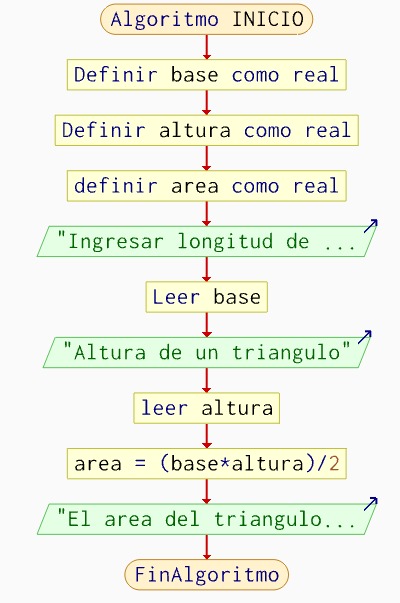 Algoritmo INICIO
Definir base como real
Definir altura como real
definir area como real
"Ingresar longitud de ...
Leer base
"Altura de un triangulo"
leer altura
area = (base*altura)/2
"El area del triangulo...
FinAlgoritmo